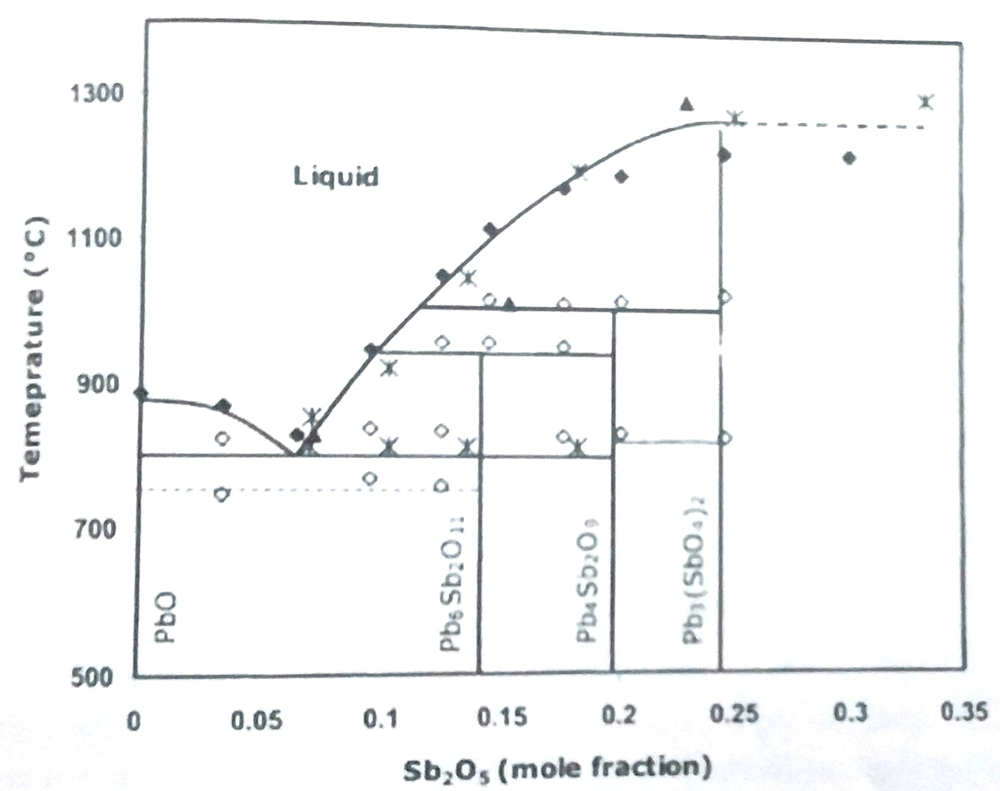 1300
1100
900
700
500
Temeprature (°C)
Liquid
PbO
Pb₆Sb₂O₁₁
Pb₄Sb₂O₉
Pb₃(SbO₄)₂
0 0.05 0.1 0.15 0.2 0.25 0.3 0.35
Sb₂O₅ (mole fraction)